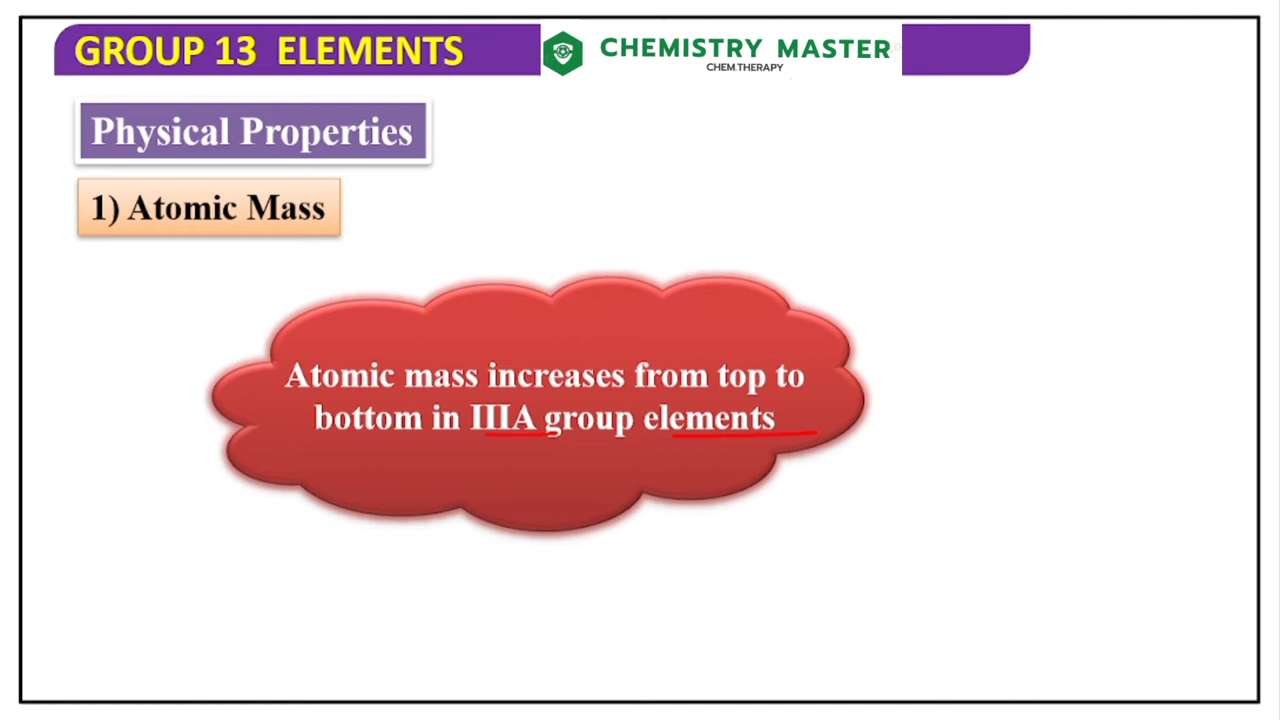 GROUP 13 ELEMENTS
CHEMISTRY MASTER
CHEM.THERAPY
Physical Properties
1) Atomic Mass
Atomic mass increases from top to
bottom in IIIA group elements